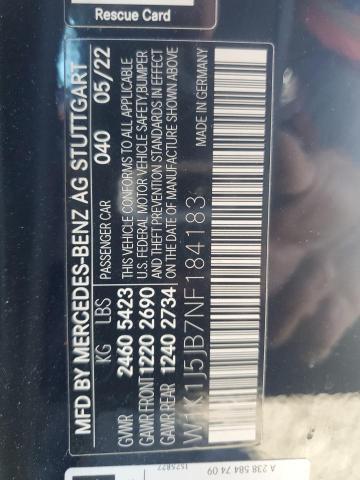 Rescue Card
MFD BY MERCEDES-BENZ AG STUTTGART
KG LBS PASSENGER CAR 040 05/22
GVWR 2460 5423 THIS VEHICLE CONFORMS TO ALL APPLICABLE
GAWR FRONT 1220 2690 U.S. FEDERAL MOTOR VEHICLE SAFETY, BUMPER
GAWR REAR 1240 2734 AND THEFT PREVENTION STANDARDS IN EFFECT
ON THE DATE OF MANUFACTURE SHOWN ABOVE
W1K1J5JB7NF184183 MADE IN GERMANY
A 238 584 74 09